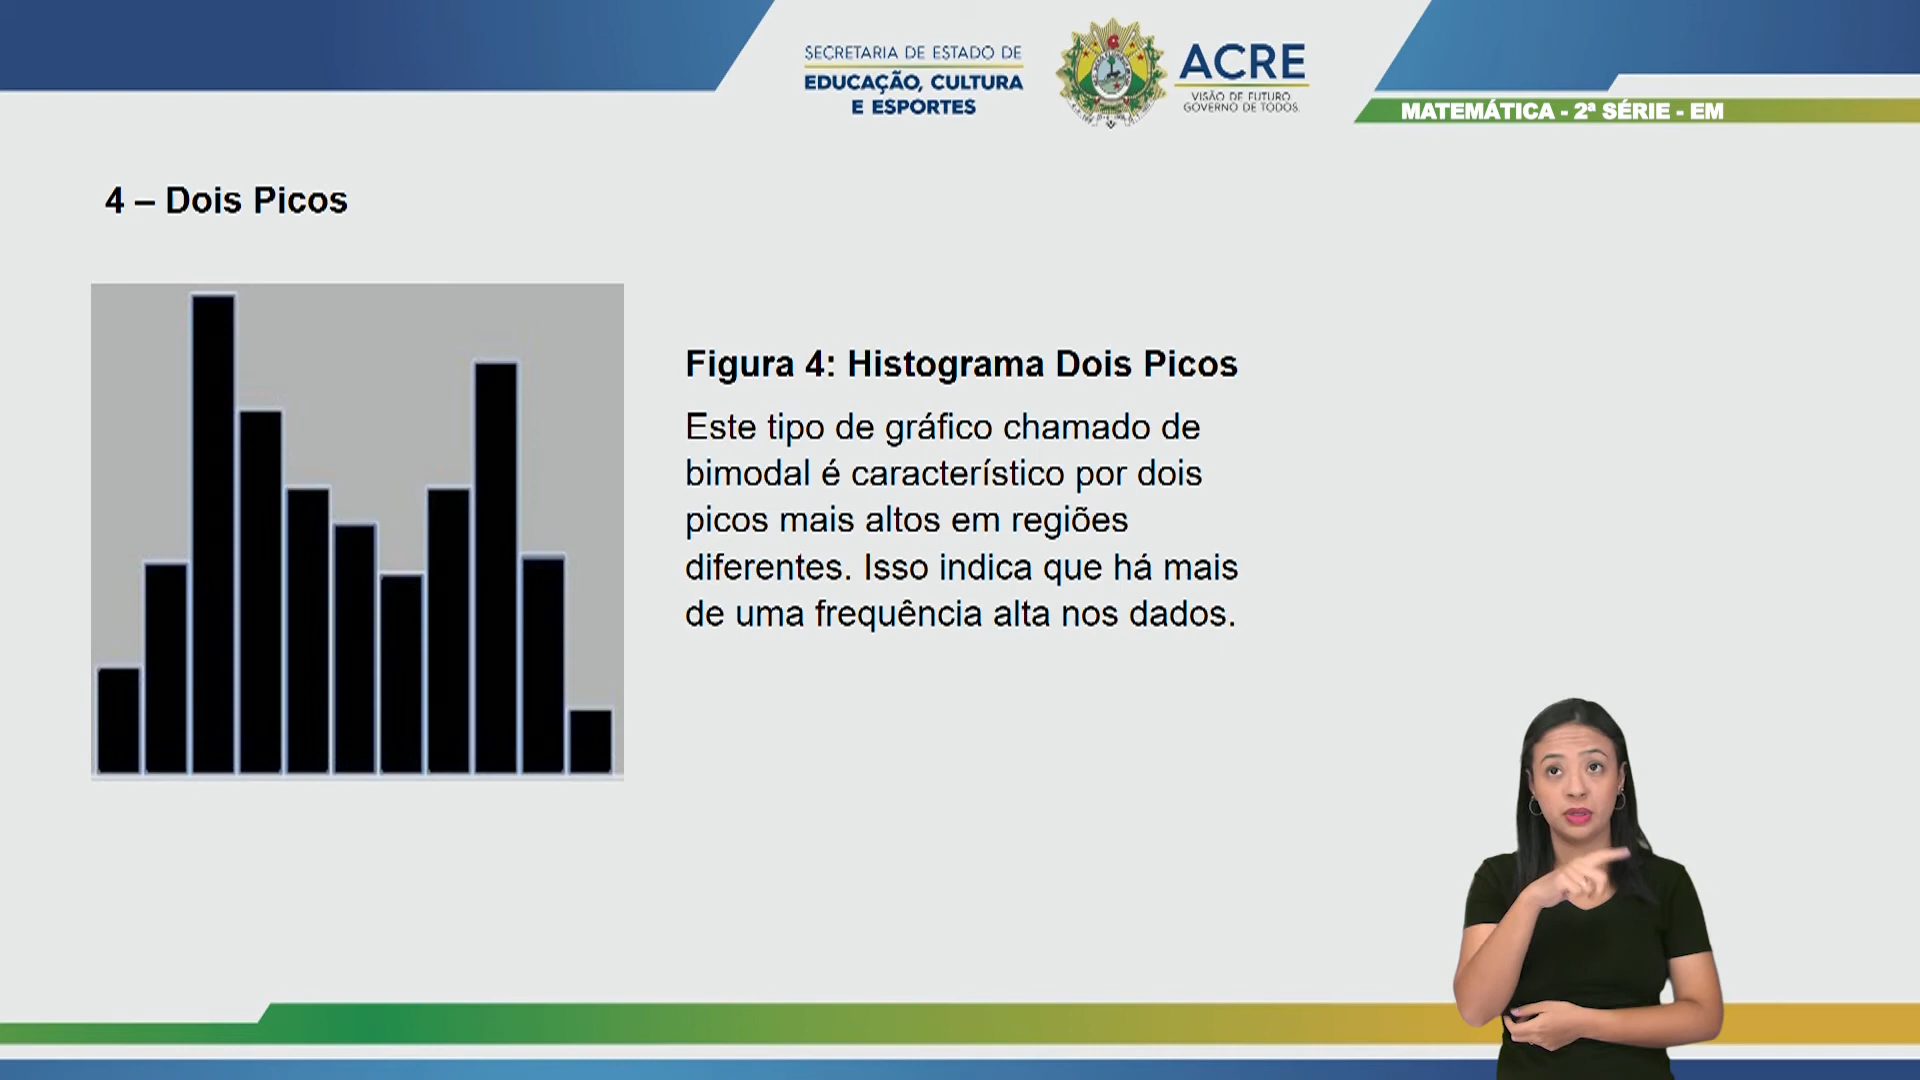 SECRETARIA DE ESTADO DE
EDUCAÇÃO, CULTURA
E ESPORTES
ACRE
VISÃO DE FUTURO.
GOVERNO DE TODOS.
MATEMÁTICA - 2ª SÉRIE - EM
4 – Dois Picos
Figura 4: Histograma Dois Picos
Este tipo de gráfico chamado de
bimodal é característico por dois
picos mais altos em regiões
diferentes. Isso indica que há mais
de uma frequência alta nos dados.